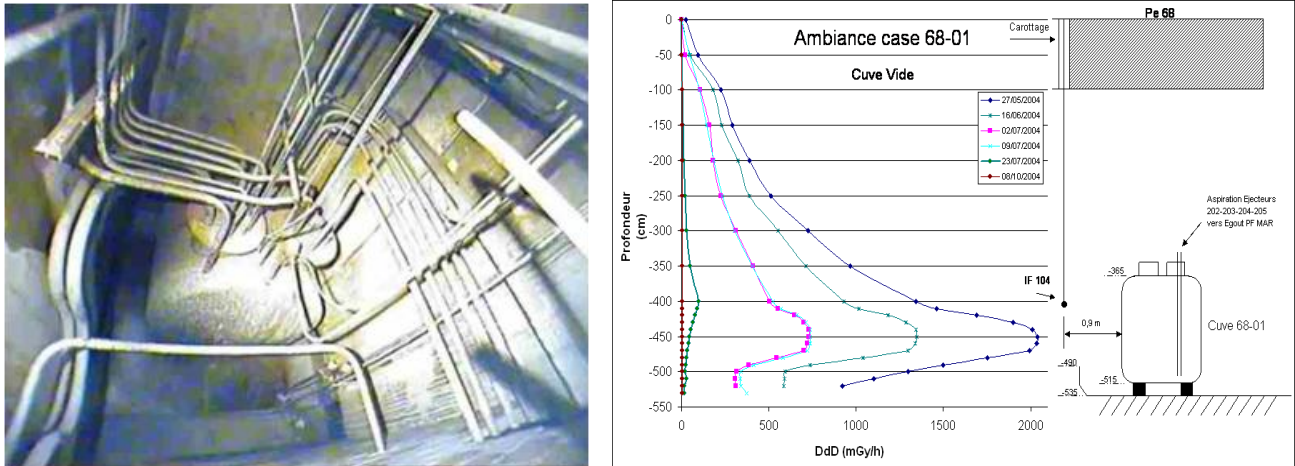 Ambiance case 68-01
Cuve Vide
Profondeur
(cm)
0
-50
-100
-150
-200
-250
-300
-350
-400
-450
-500
-550
0
500
1000
1500
2000
DdD (mGy/h)
27/05/2004
16/06/2004
02/07/2004
09/07/2004
23/07/2004
08/10/2004
Pe 68
Carottage
Aspiration Ejecteurs
202-203-204-205
vers Egout PF MAR
IF 104
-365
0,9 m
Cuve 68-01
-490
-515
-535